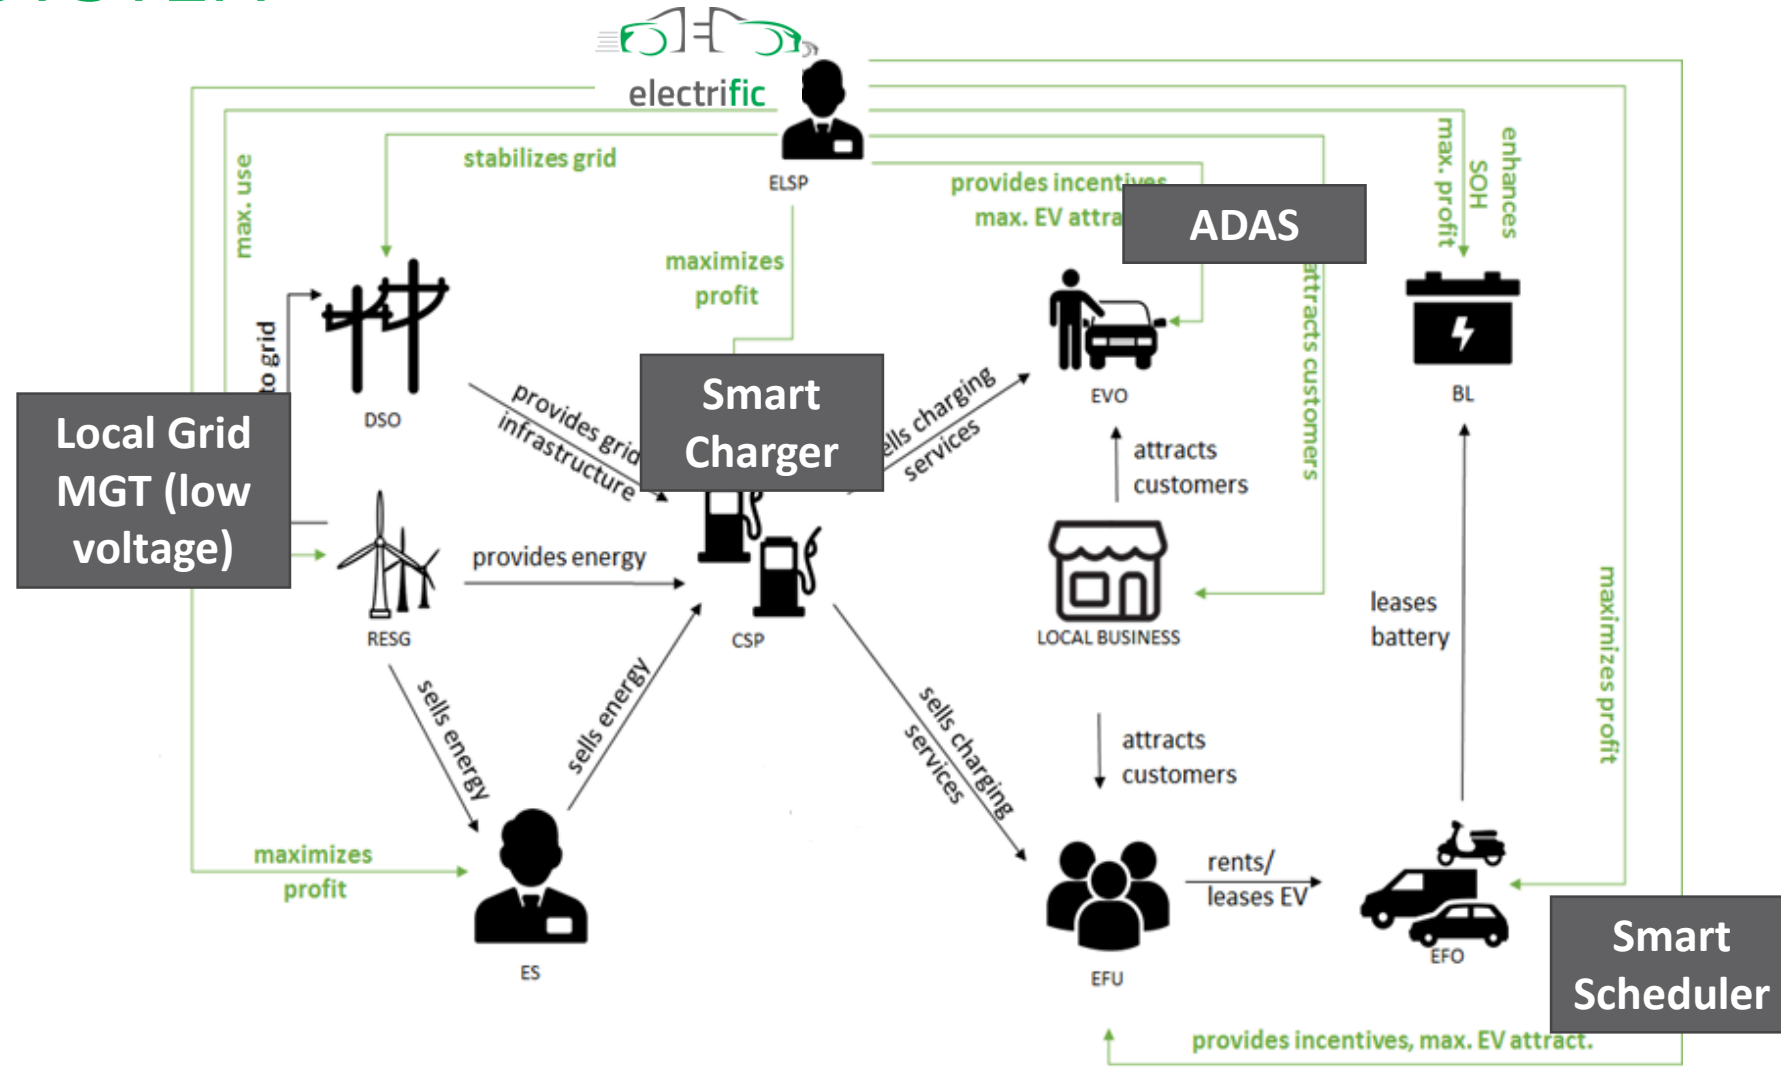 electrific
ELSP
stabilizes grid
max. use
provides incentives
max. EV
ADAS
maximizes
profit
enhances
SOH
max. profit
attracts customers
to grid
DSO
provides grid
infrastructure
Smart
Charger
charging
services
EVO
BL
Local Grid
MGT (low
voltage)
attracts
customers
provides energy
RESG
CSP
LOCAL BUSINESS
leases
battery
maximizes profit
sells energy
sells energy
sells charging
services
attracts
customers
maximizes
profit
rents/
leases EV
ES
EFU
EFO
Smart
Scheduler
provides incentives, max. EV attract.